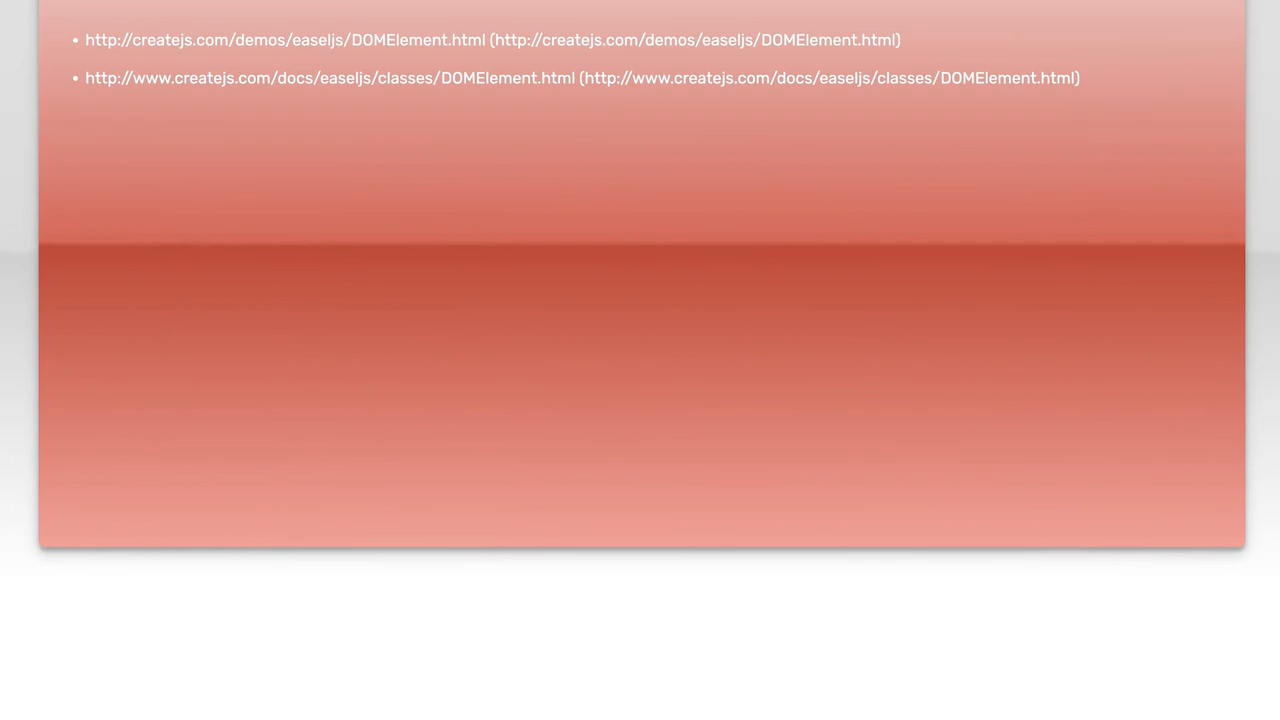 • http://createjs.com/demos/easeljs/DOMElement.html (http://createjs.com/demos/easeljs/DOMElement.html)
• http://www.createjs.com/docs/easeljs/classes/DOMElement.html (http://www.createjs.com/docs/easeljs/classes/DOMElement.html)